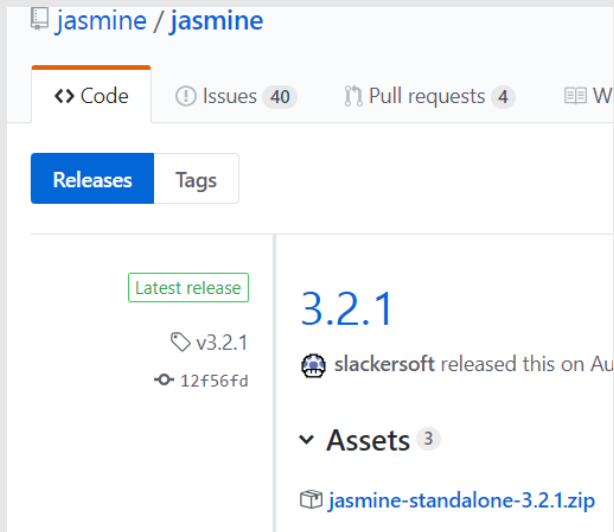 jasmine / jasmine
Code Issues 40 Pull requests 4 W
Releases Tags
Latest release
v3.2.1
12f56fd
3.2.1
slackersoft released this on Au
Assets 3
jasmine-standalone-3.2.1.zip